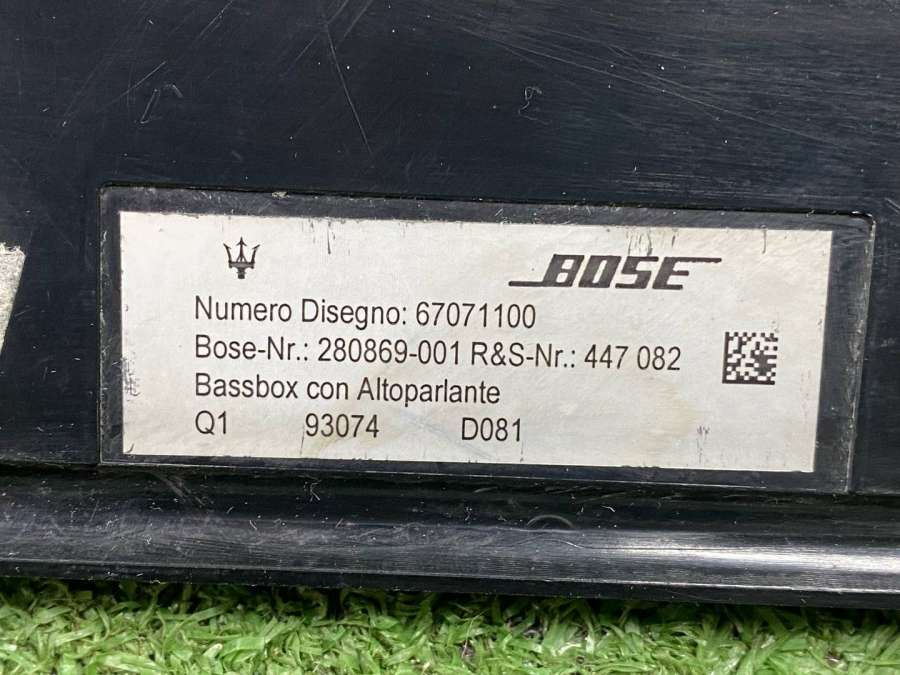 BOSE
Numero Disegno: 67071100
Bose-Nr.: 280869-001 R&S-Nr.: 447 082
Bassbox con Altoparlante
Q1 93074 D081